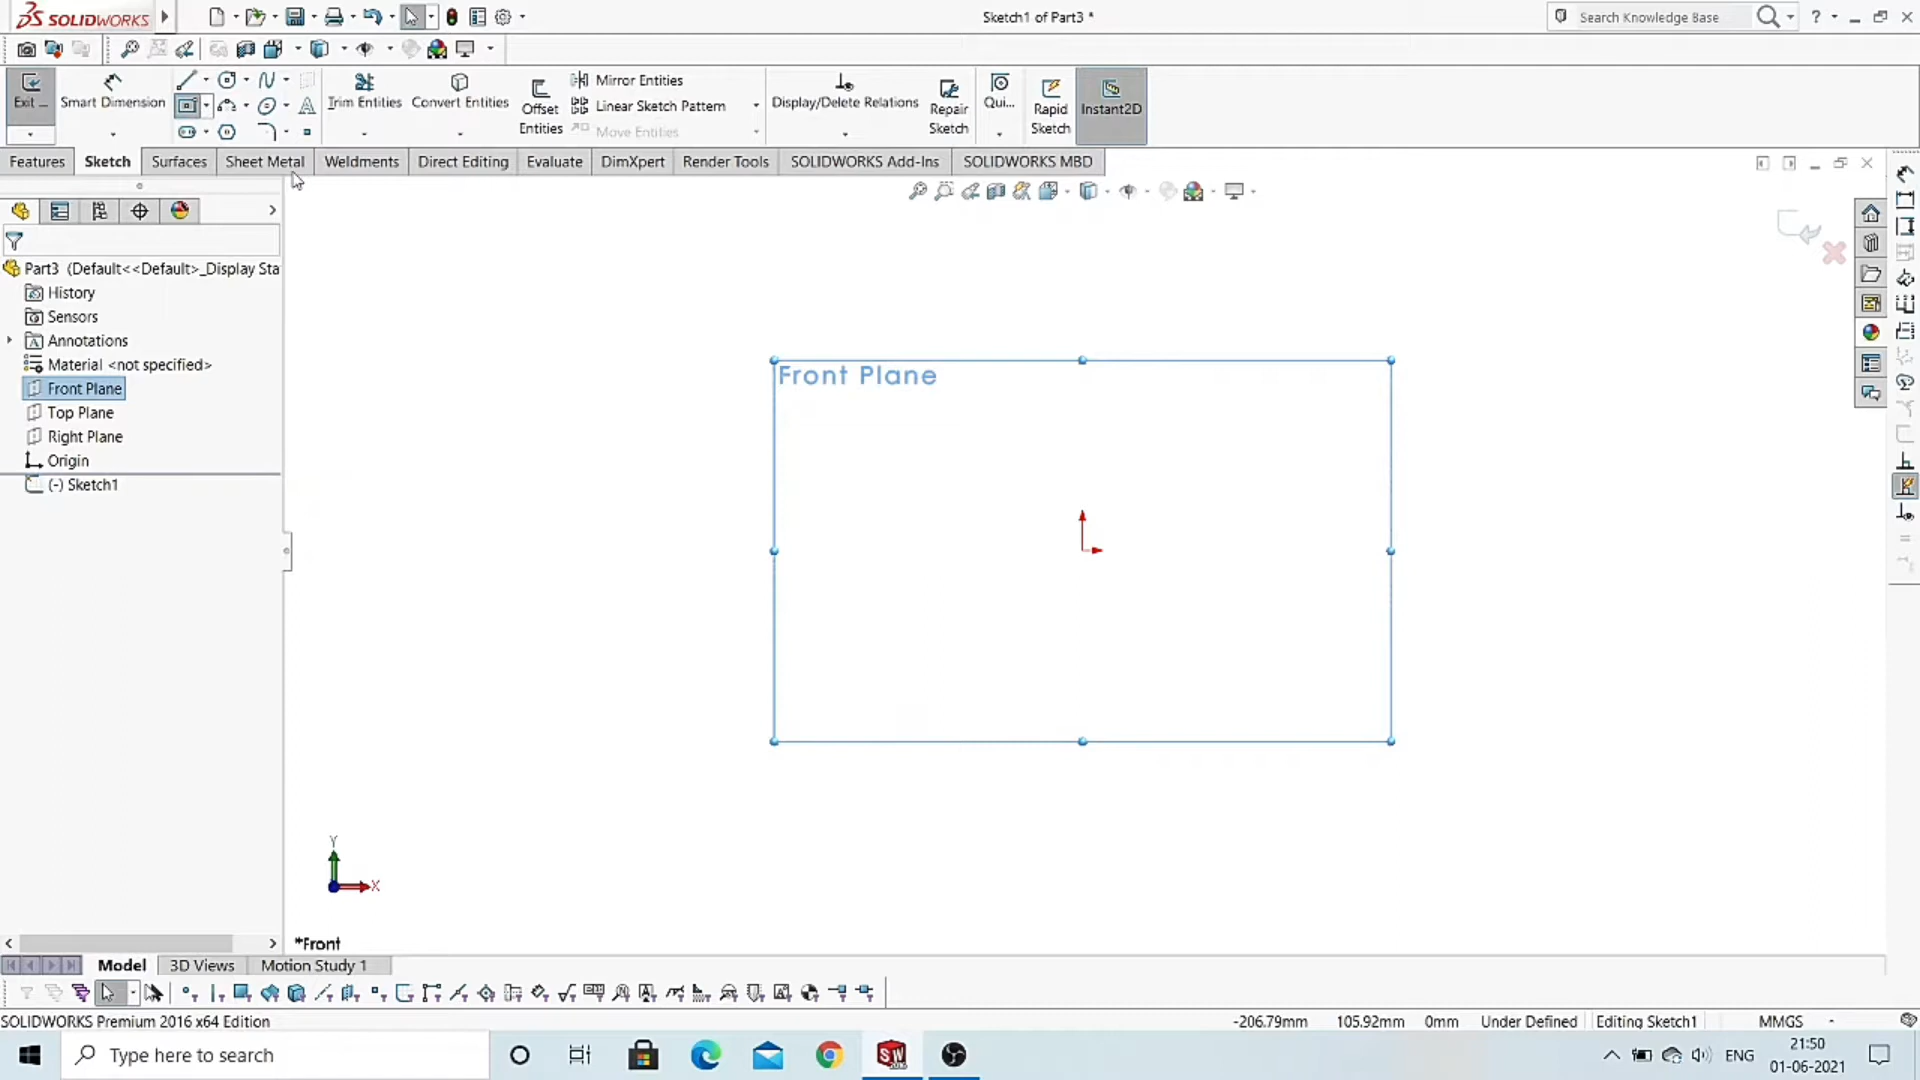 SOLIDWORKS
Sketch1 of Part3 *
Search Knowledge Base
?
Exit ...
Smart Dimension
Trim Entities
Convert Entities
Offset
Entities
Mirror Entities
Linear Sketch Pattern
Move Entities
Display/Delete Relations
Repair
Sketch
Qui...
Rapid
Sketch
Instant2D
Features
Sketch
Surfaces
Sheet Metal
Weldments
Direct Editing
Evaluate
DimXpert
Render Tools
SOLIDWORKS Add-Ins
SOLIDWORKS MBD
Part3 (Default<<Default>_Display Sta
History
Sensors
Annotations
Material <not specified>
Front Plane
Top Plane
Right Plane
Origin
(-) Sketch1
Front Plane
Y
X
*Front
Model
3D Views
Motion Study 1
SOLIDWORKS Premium 2016 x64 Edition
-206.79mm
105.92mm
0mm
Under Defined
Editing Sketch1
MMGS
-
Type here to search
SW
ENG
21:50
01-06-2021